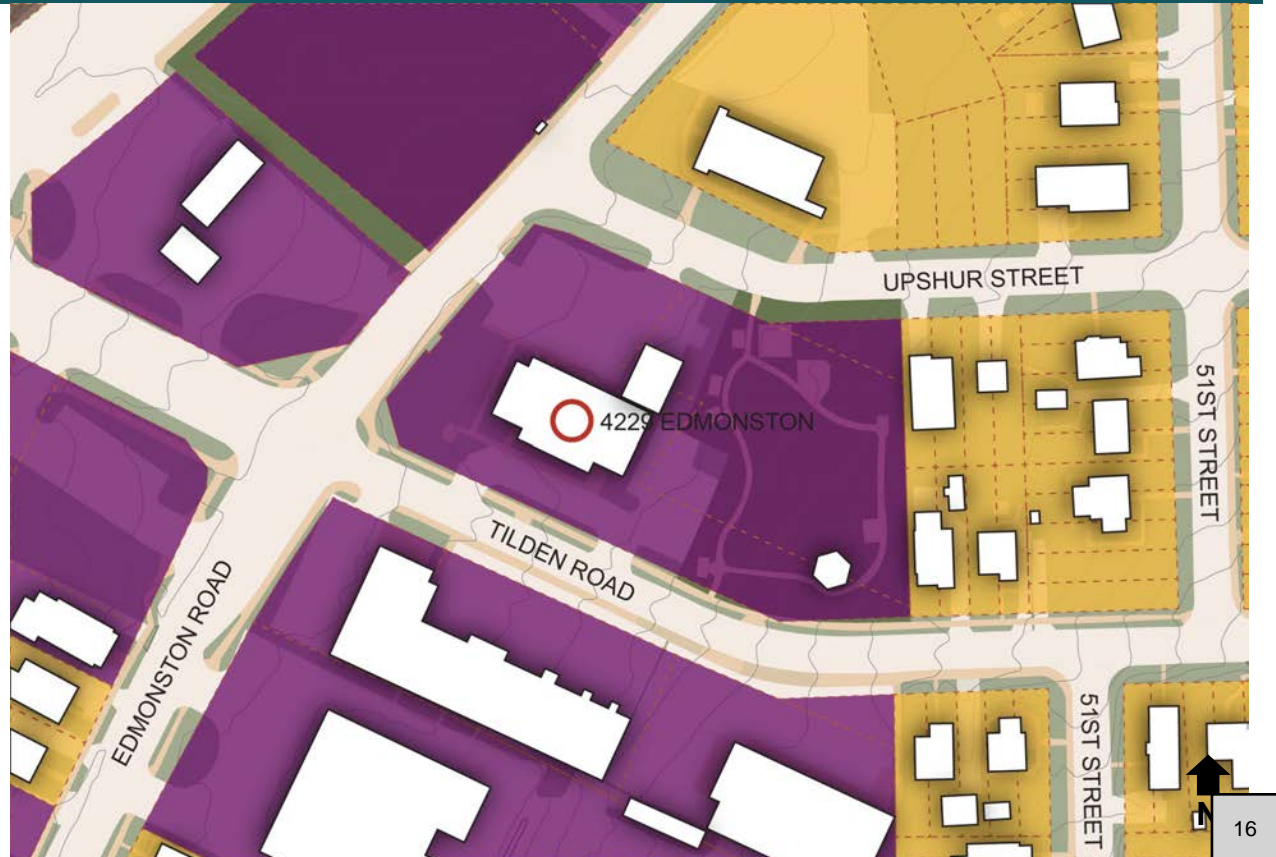 UPSHUR STREET
4229 EDMONSTON
51ST STREET
TILDEN ROAD
EDMONSTON ROAD
51ST STREET
N
16